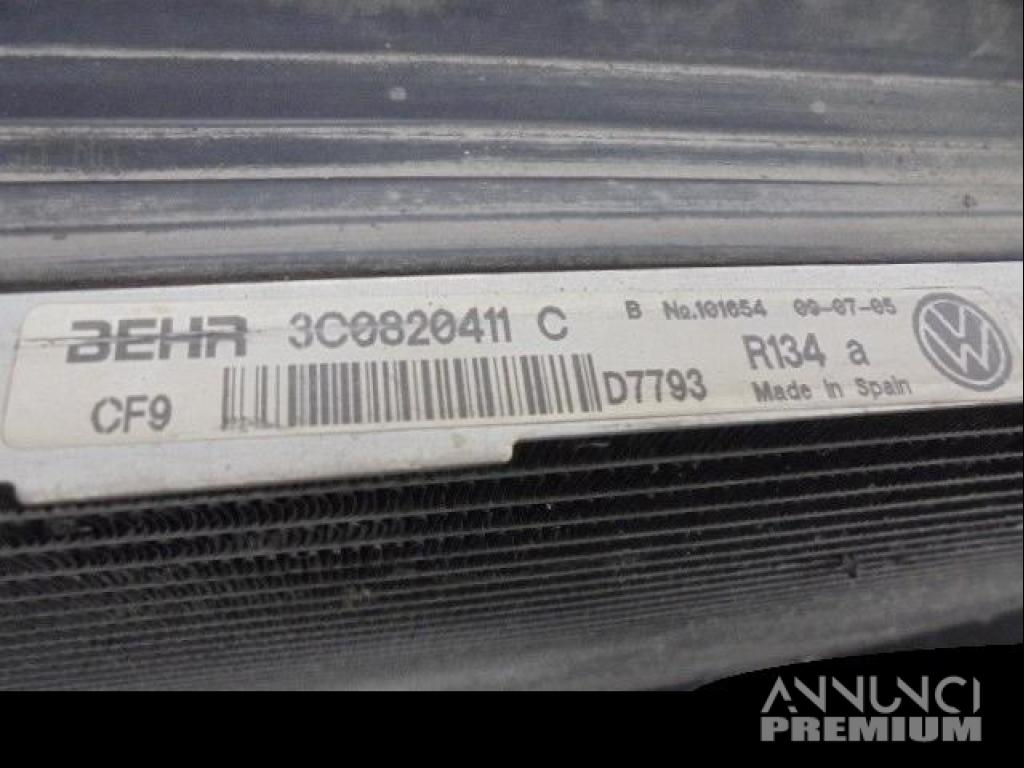 BEHR 3C0820411 C B No.101654 09-07-05
CF9 D7793 R134 a
Made in Spain
ANNUNCI
PREMIUM